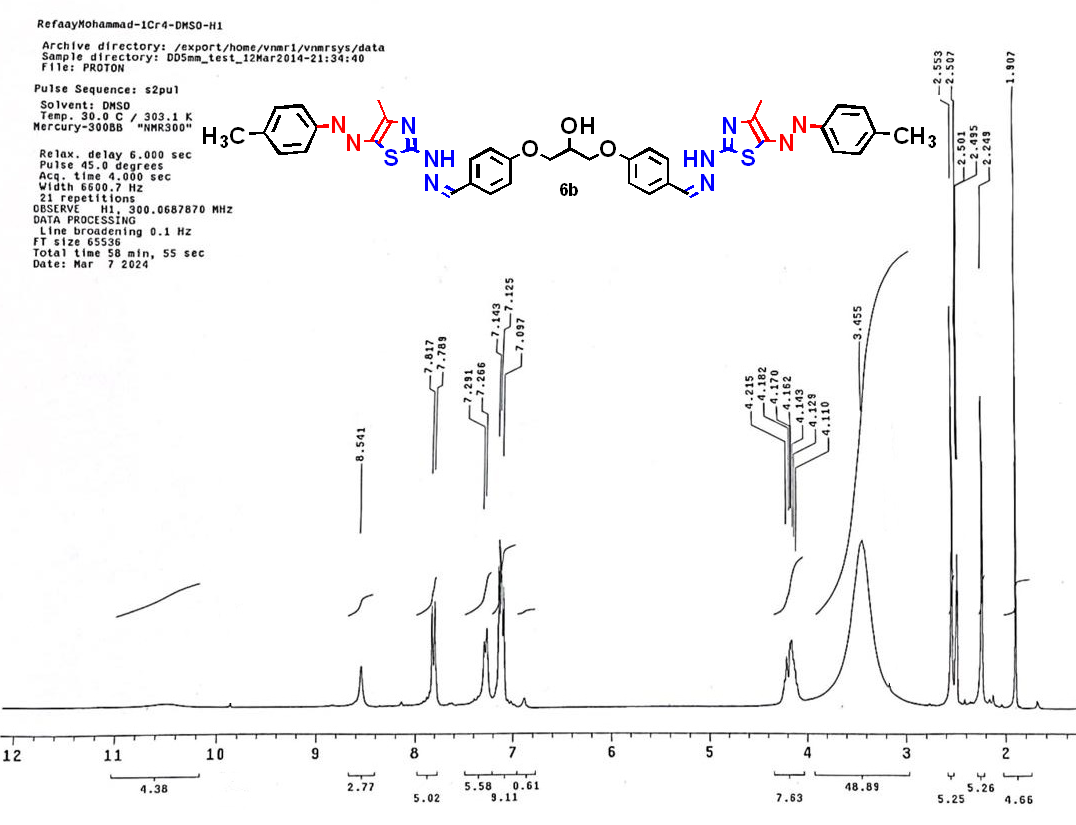 RefaayMohammad-1Cr4-DMSO-H1
Archive directory: /export/home/vnmr1/vnmrsys/data
Sample directory: DD5mm_test_12Mar2014-21:34:40
File: PROTON
Pulse Sequence: s2pul
Solvent: DMSO
Temp. 30.0 C / 303.1 K
Mercury-300BB "NMR300"
Relax. delay 6.000 sec
Pulse 45.0 degrees
Acq. time 4.000 sec
Width 6600.7 Hz
21 repetitions
OBSERVE H1, 300.0687870 MHz
DATA PROCESSING
Line broadening 0.1 Hz
FT size 65536
Total time 58 min, 55 sec
Date: Mar 7 2024
H3C
N
N
N
S
NH
N
O
OH
O
6b
N
HN
N
S
N
N
CH3
8.541
7.817
7.789
7.291
7.266
7.143
7.125
7.097
4.215
4.182
4.170
4.162
4.143
4.129
4.110
3.455
2.553
2.507
2.501
2.495
2.249
1.907
12 11 10 9 8 7 6 5 4 3 2
4.38 2.77 5.02 5.58 9.11 0.61 7.63 48.89 5.25 5.26 4.66